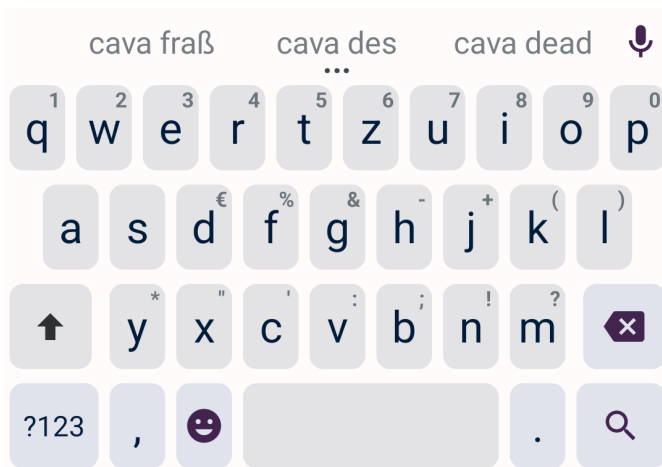 cava fraß cava des cava dead
...
1 2 3 4 5 6 7 8 9 0
q w e r t z u i o p
€ % & - + ( )
a s d f g h j k l
* " ' : ; ! ?
y x c v b n m
?123 , .